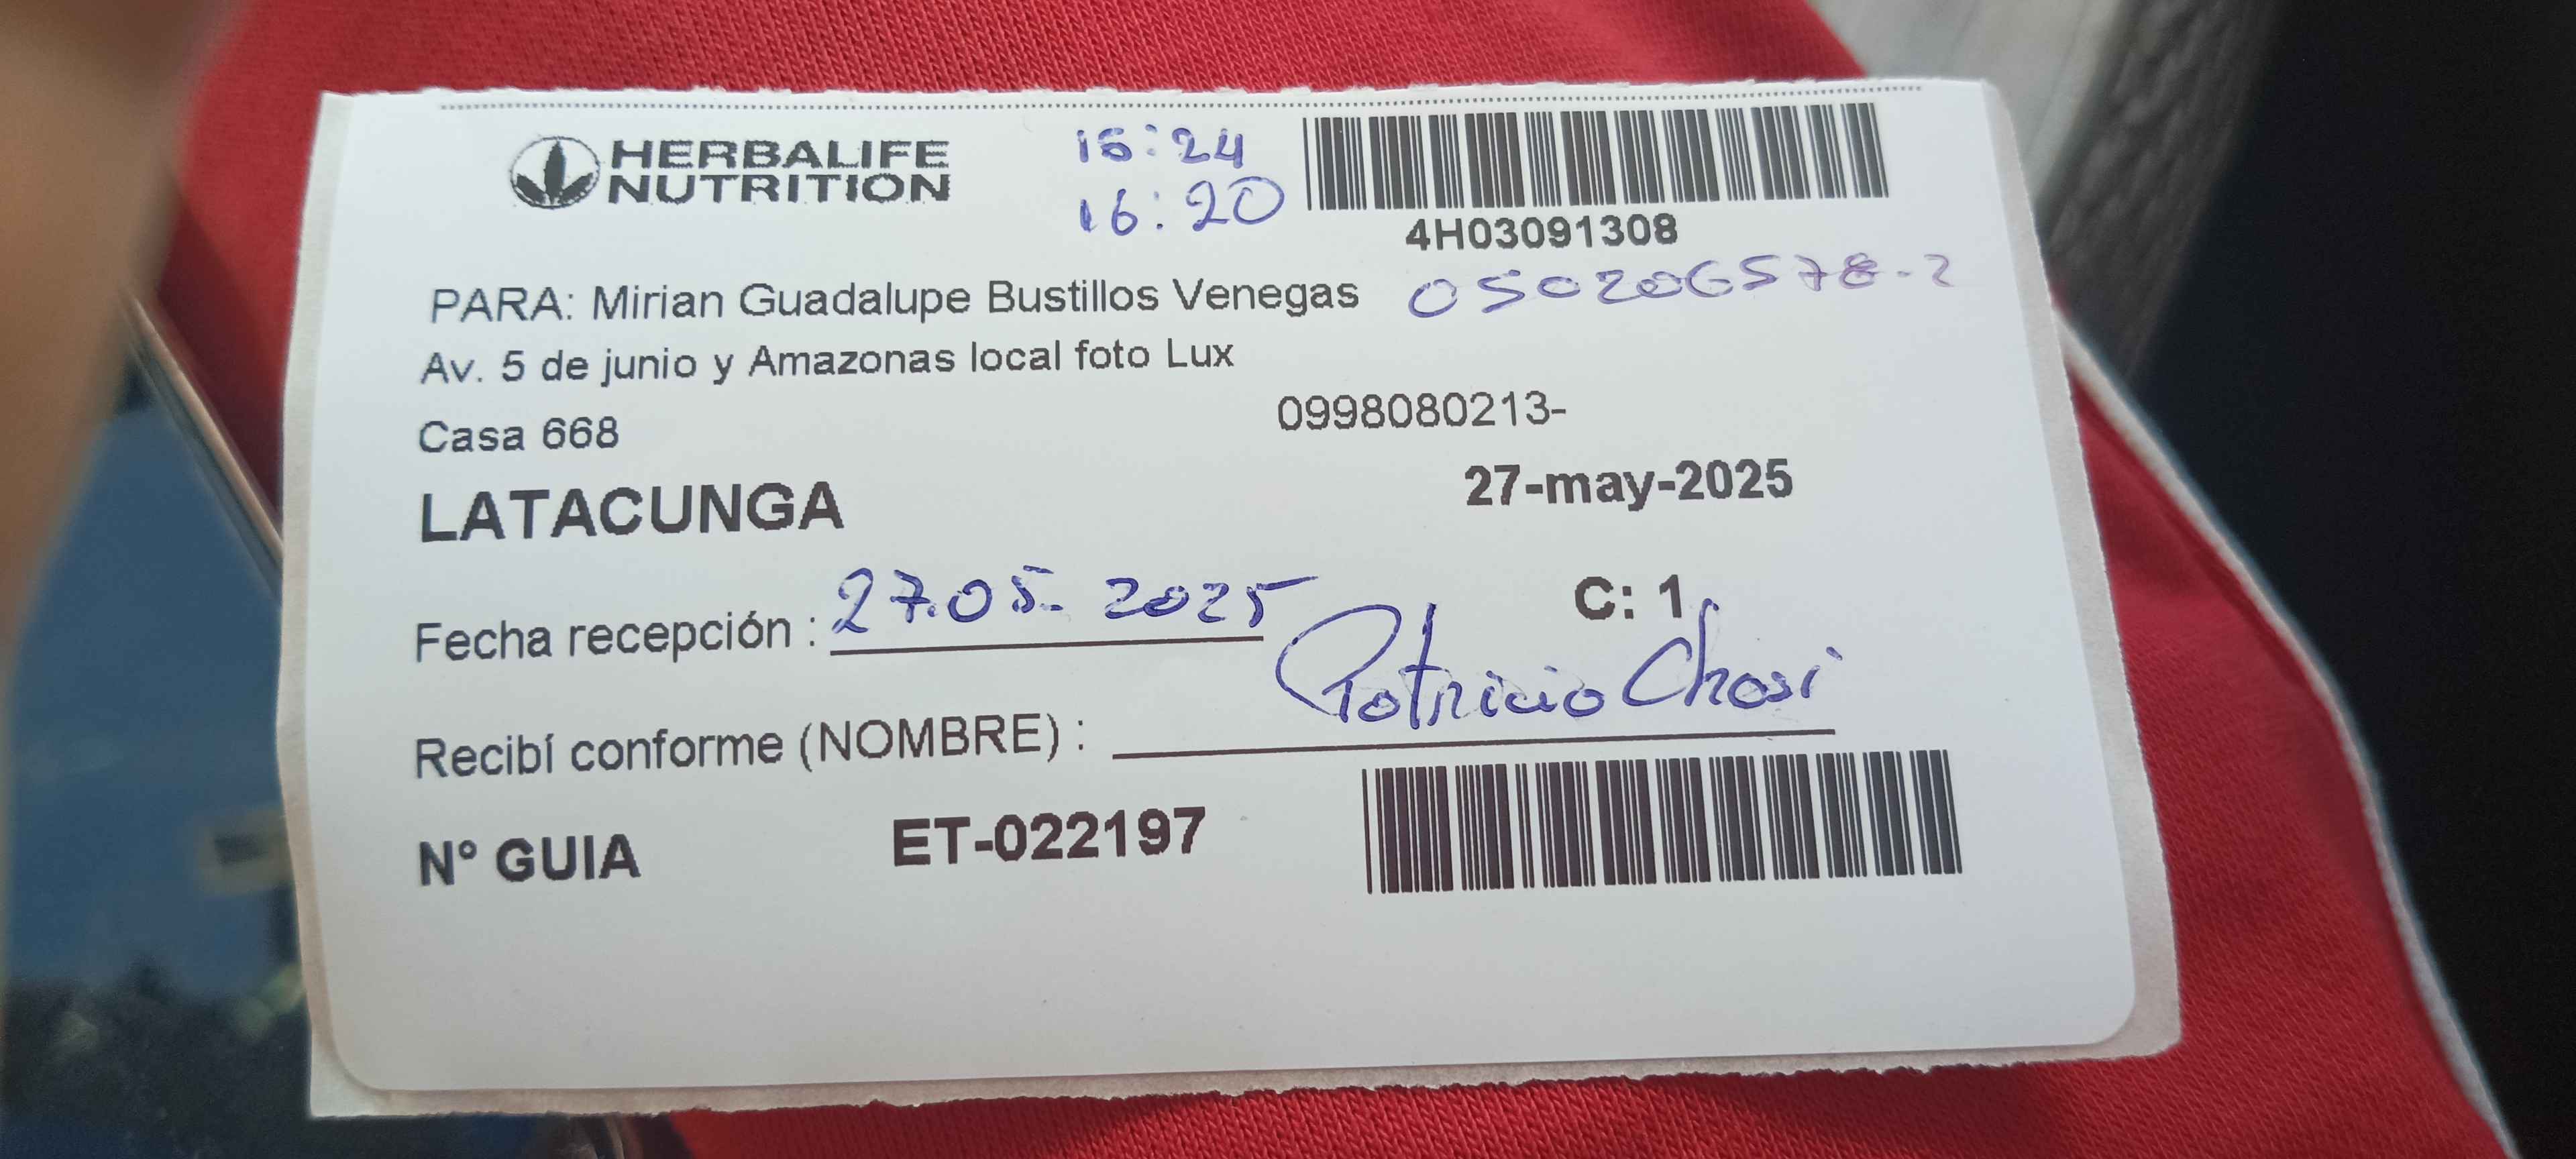 HERBALIFE
NUTRITION
15:24
16:20
4H03091308
PARA: Mirian Guadalupe Bustillos Venegas 050206578-2
Av. 5 de junio y Amazonas local foto Lux
Casa 668
0998080213-
LATACUNGA
27-may-2025
C: 1
Fecha recepción : 27.05-2025
Recibí conforme (NOMBRE) : Patricio Chasi
N° GUIA ET-022197